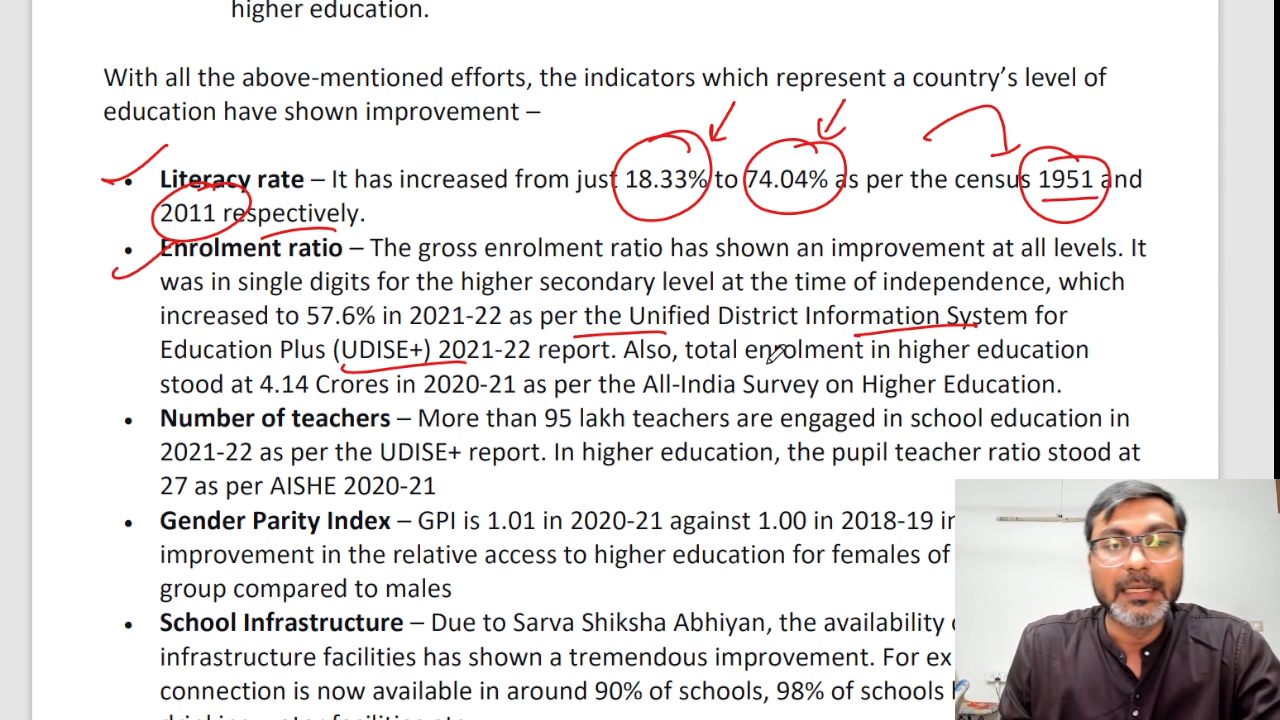 higher education.
With all the above-mentioned efforts, the indicators which represent a country’s level of
education have shown improvement –
• Literacy rate – It has increased from just 18.33% to 74.04% as per the census 1951 and
2011 respectively.
• Enrolment ratio – The gross enrolment ratio has shown an improvement at all levels. It
was in single digits for the higher secondary level at the time of independence, which
increased to 57.6% in 2021-22 as per the Unified District Information System for
Education Plus (UDISE+) 2021-22 report. Also, total enrolment in higher education
stood at 4.14 Crores in 2020-21 as per the All-India Survey on Higher Education.
• Number of teachers – More than 95 lakh teachers are engaged in school education in
2021-22 as per the UDISE+ report. In higher education, the pupil teacher ratio stood at
27 as per AISHE 2020-21
• Gender Parity Index – GPI is 1.01 in 2020-21 against 1.00 in 2018-19
improvement in the relative access to higher education for females of
group compared to males
• School Infrastructure – Due to Sarva Shiksha Abhiyan, the availability
infrastructure facilities has shown a tremendous improvement. For
connection is now available in around 90% of schools, 98% of schools